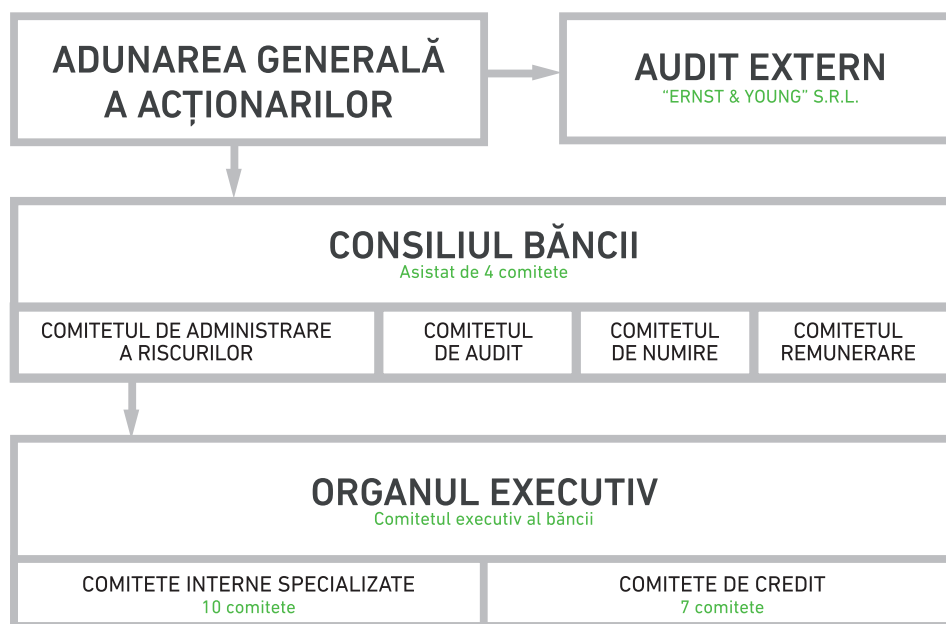 ADUNAREA GENERALĂ
A ACȚIONARILOR
AUDIT EXTERN
“ERNST & YOUNG” S.R.L.
CONSILIUL BĂNCII
Asistat de 4 comitete
COMITETUL DE ADMINISTRARE
A RISCURILOR
COMITETUL
DE AUDIT
COMITETUL
DE NUMIRE
COMITETUL
REMUNERARE
ORGANUL EXECUTIV
Comitetul executiv al băncii
COMITETE INTERNE SPECIALIZATE
10 comitete
COMITETE DE CREDIT
7 comitete